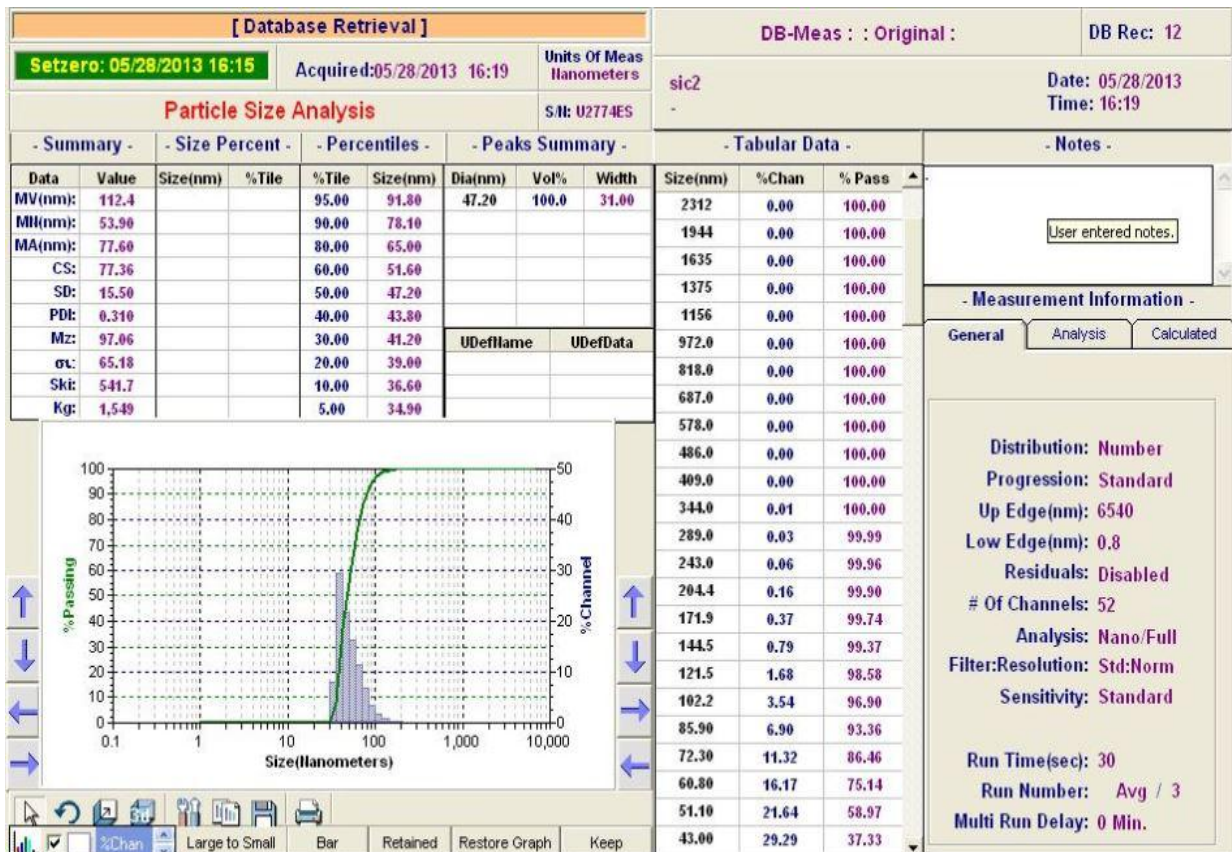 [ Database Retrieval ]
Setzero: 05/28/2013 16:15
Acquired:05/28/2013 16:19
Units Of Meas
Nanometers
Particle Size Analysis
S/N: U2774ES
DB-Meas : : Original :
DB Rec: 12
sic2
-
Date: 05/28/2013
Time: 16:19
- Summary -
- Size Percent -
- Percentiles -
- Peaks Summary -
Data Value Size(nm) %Tile %Tile Size(nm) Dia(nm) Vol% Width
MV(nm): 112.4 95.00 91.80 47.20 100.0 31.00
MN(nm): 53.90 90.00 78.10
MA(nm): 77.60 80.00 65.00
CS: 77.36 60.00 51.60
SD: 15.50 50.00 47.20
PDI: 0.310 40.00 43.80
Mz: 97.06 30.00 41.20 UDefName UDefData
σι: 65.18 20.00 39.00
Ski: 541.7 10.00 36.60
Kg: 1,549 5.00 34.90
- Tabular Data -
Size(nm) %Chan % Pass
2312 0.00 100.00
1944 0.00 100.00
1635 0.00 100.00
1375 0.00 100.00
1156 0.00 100.00
972.0 0.00 100.00
818.0 0.00 100.00
687.0 0.00 100.00
578.0 0.00 100.00
486.0 0.00 100.00
409.0 0.00 100.00
344.0 0.01 100.00
289.0 0.03 99.99
243.0 0.06 99.96
204.4 0.16 99.90
171.9 0.37 99.74
144.5 0.79 99.37
121.5 1.68 98.58
102.2 3.54 96.90
85.90 6.90 93.36
72.30 11.32 86.46
60.80 16.17 75.14
51.10 21.64 58.97
43.00 29.29 37.33
- Notes -
-
User entered notes.
- Measurement Information -
General Analysis Calculated
Distribution: Number
Progression: Standard
Up Edge(nm): 6540
Low Edge(nm): 0.8
Residuals: Disabled
# Of Channels: 52
Analysis: Nano/Full
Filter:Resolution: Std:Norm
Sensitivity: Standard
Run Time(sec): 30
Run Number: Avg / 3
Multi Run Delay: 0 Min.
%Passing
100
90
80
70
60
50
40
30
20
10
0
%Channel
50
40
30
20
10
0
0.1 1 10 100 1,000 10,000
Size(Nanometers)
%Chan Large to Small Bar Retained Restore Graph Keep